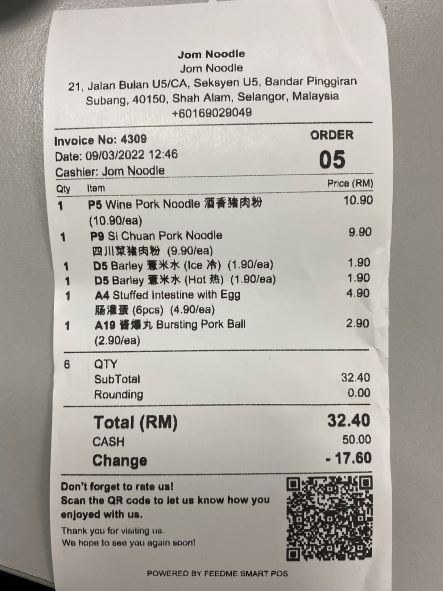 Jom Noodle
Jom Noodle
21, Jalan Bulan U5/CA, Seksyen U5, Bandar Pinggiran
Subang, 40150, Shah Alam, Selangor, Malaysia
+60169029049
Invoice No: 4309
Date: 09/03/2022 12:46
Cashier: Jom Noodle
ORDER
05
Qty Item Price (RM)
1 P5 Wine Pork Noodle 酒香猪肉粉 10.90
(10.90/ea)
1 P9 Si Chuan Pork Noodle 9.90
四川菜猪肉粉 (9.90/ea)
1 D5 Barley 薏米水 (Ice 冷) (1.90/ea) 1.90
1 D5 Barley 薏米水 (Hot 热) (1.90/ea) 1.90
1 A4 Stuffed Intestine with Egg 4.90
肠灌蛋 (6pcs) (4.90/ea)
1 A19 酱爆丸 Bursting Pork Ball 2.90
(2.90/ea)
6 QTY
SubTotal 32.40
Rounding 0.00
Total (RM) 32.40
CASH 50.00
Change - 17.60
Don't forget to rate us!
Scan the QR code to let us know how you
enjoyed with us.
Thank you for visiting us.
We hope to see you again soon!
POWERED BY FEEDME SMART POS